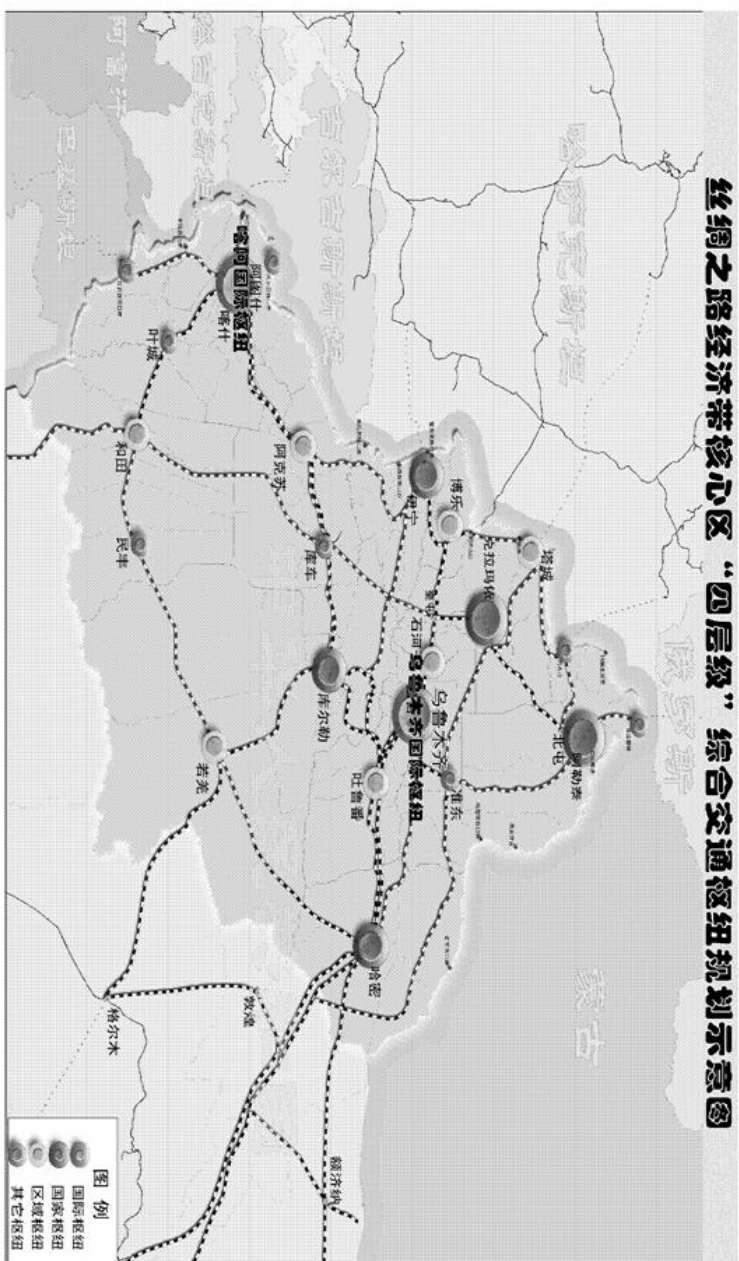 丝绸之路经济带核心区“四层级”综合交通枢纽规划示意图
俄罗斯
哈萨克斯坦
吉尔吉斯斯坦
塔吉克斯坦
阿富汗
巴基斯坦
蒙古
阿勒泰
北屯
塔城
克拉玛依
博乐
伊宁
奎屯
石河
乌鲁木齐
乌鲁木齐国际枢纽
准东
吐鲁番
哈密
库尔勒
库车
阿克苏
阿图什
喀什
喀什国际枢纽
叶城
和田
民丰
若羌
敦煌
格尔木
额济纳
图例
国际枢纽
国家枢纽
区域枢纽
其它枢纽